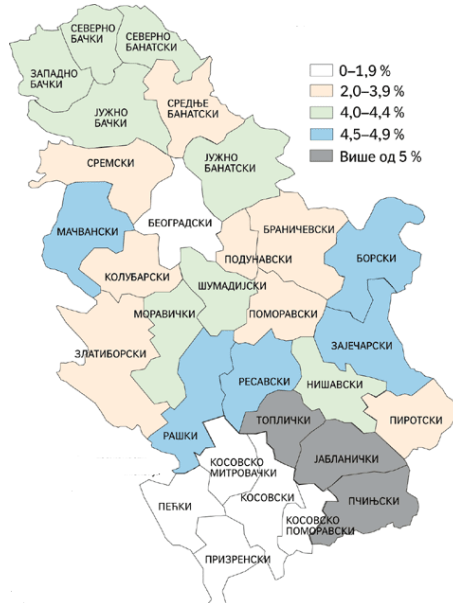 СЕВЕРНО
БАЧКИ
СЕВЕРНО
БАНАТСКИ
ЗАПАДНО
БАЧКИ
ЈУЖНО
БАЧКИ
СРЕДЊЕ
БАНАТСКИ
0–1,9 %
2,0–3,9 %
4,0–4,4 %
4,5–4,9 %
Више од 5 %
СРЕМСКИ
ЈУЖНО
БАНАТСКИ
МАЧВАНСКИ
БЕОГРАДСКИ
БРАНИЧЕВСКИ
ПОДУНАВСКИ
БОРСКИ
КОЛУБАРСКИ
ШУМАДИЈСКИ
МОРАВИЧКИ
ПОМОРАВСКИ
ЗЛАТИБОРСКИ
ЗАЈЕЧАРСКИ
РЕСАВСКИ
НИШАВСКИ
РАШКИ
ТОПЛИЧКИ
ПИРОТСКИ
КОСОВСКО
МИТРОВАЧКИ
ЈАБЛАНИЧКИ
ПЕЋКИ
КОСОВСКИ
ПЧИЊСКИ
КОСОВСКО
ПОМОРАВСКИ
ПРИЗРЕНСКИ